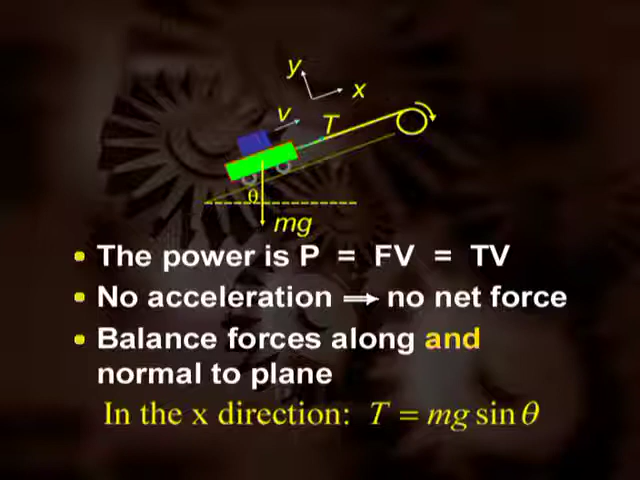 y
x
v
T
θ
mg
The power is P = FV = TV
No acceleration ⇒ no net force
Balance forces along and
normal to plane
In the x direction: T = mg sin θ